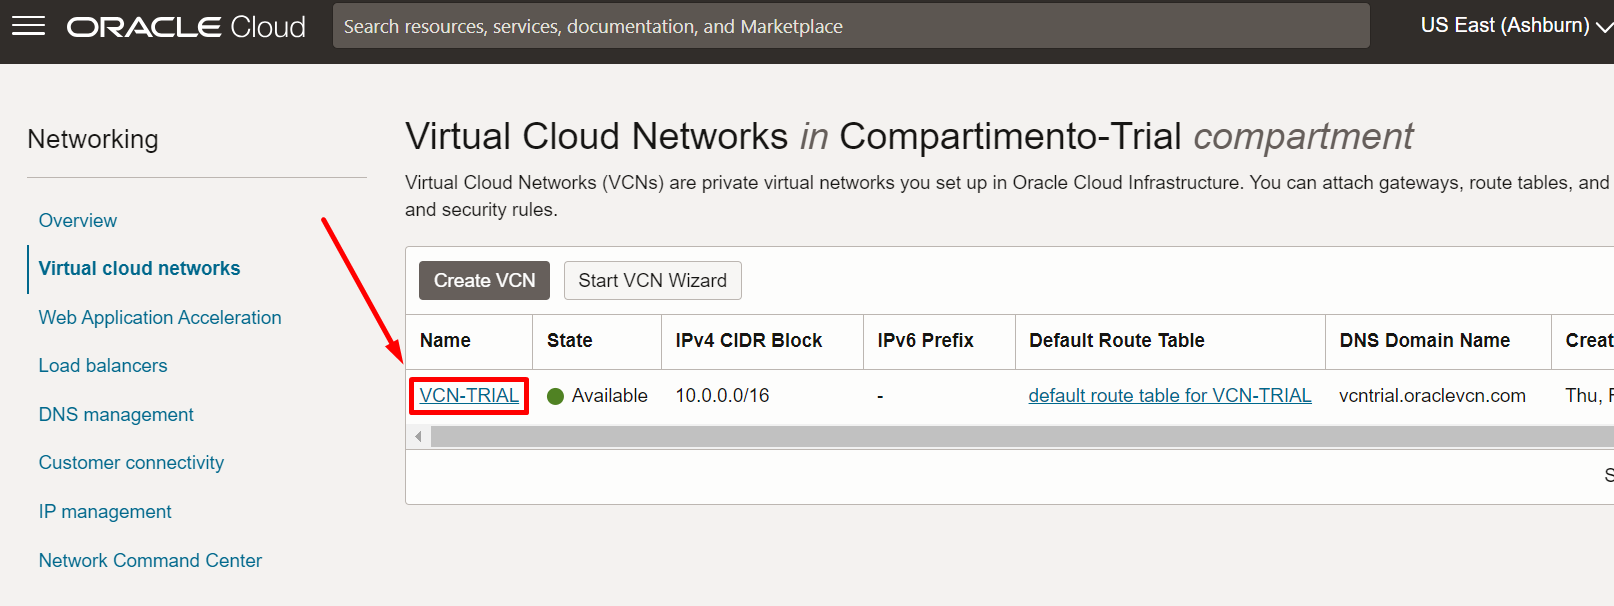 ORACLE Cloud
Search resources, services, documentation, and Marketplace
US East (Ashburn)
Networking
Overview
Virtual cloud networks
Web Application Acceleration
Load balancers
DNS management
Customer connectivity
IP management
Network Command Center
Virtual Cloud Networks in Compartimento-Trial compartment
Virtual Cloud Networks (VCNs) are private virtual networks you set up in Oracle Cloud Infrastructure. You can attach gateways, route tables, and
and security rules.
Create VCN Start VCN Wizard
Name State IPv4 CIDR Block IPv6 Prefix Default Route Table DNS Domain Name Creat
VCN-TRIAL Available 10.0.0.0/16 - default route table for VCN-TRIAL vcntrial.oraclevcn.com Thu, F
S